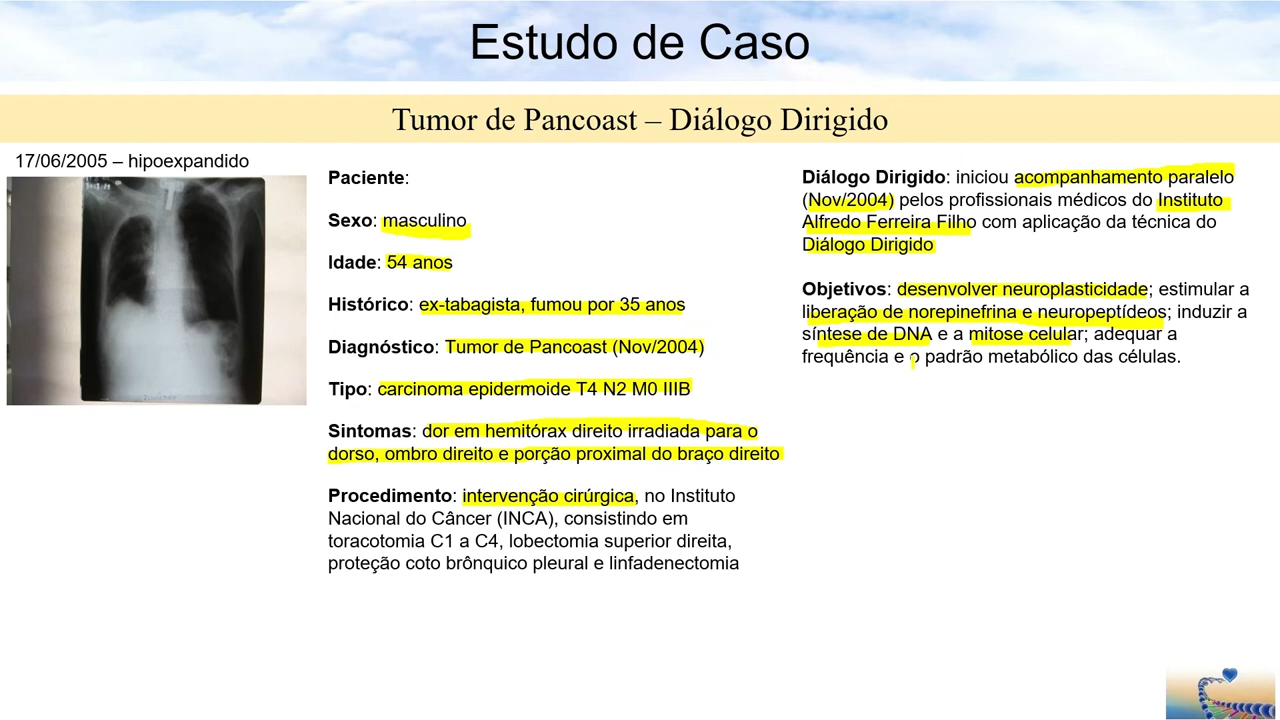 Estudo de Caso
Tumor de Pancoast – Diálogo Dirigido
17/06/2005 – hipoexpandido
Paciente:
Sexo: masculino
Idade: 54 anos
Histórico: ex-tabagista, fumou por 35 anos
Diagnóstico: Tumor de Pancoast (Nov/2004)
Tipo: carcinoma epidermoide T4 N2 M0 IIIB
Sintomas: dor em hemitórax direito irradiada para o
dorso, ombro direito e porção proximal do braço direito
Procedimento: intervenção cirúrgica, no Instituto
Nacional do Câncer (INCA), consistindo em
toracotomia C1 a C4, lobectomia superior direita,
proteção coto brônquico pleural e linfadenectomia
Diálogo Dirigido: iniciou acompanhamento paralelo
(Nov/2004) pelos profissionais médicos do Instituto
Alfredo Ferreira Filho com aplicação da técnica do
Diálogo Dirigido
Objetivos: desenvolver neuroplasticidade; estimular a
liberação de norepinefrina e neuropeptídeos; induzir a
síntese de DNA e a mitose celular; adequar a
frequência e o padrão metabólico das células.